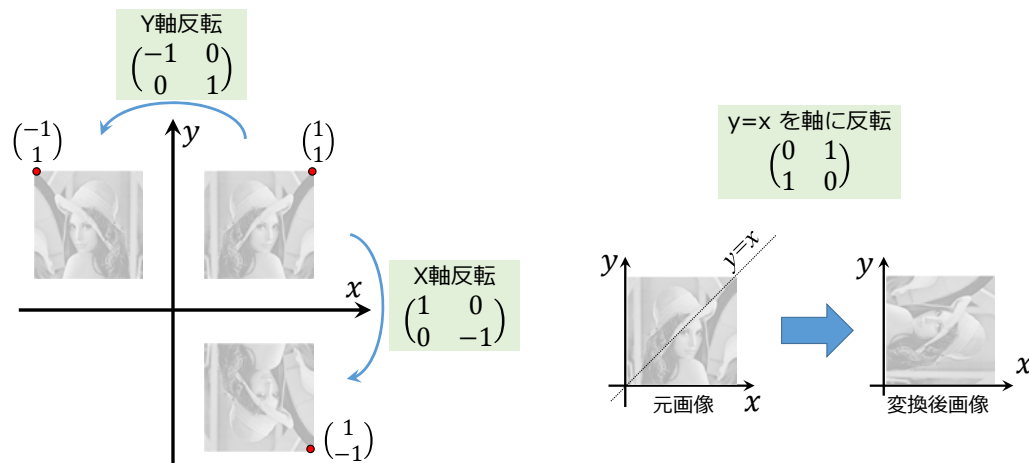 Y軸反転
(−1 0
0 1)
y
(−1
1)
(1
1)
x
X軸反転
(1 0
0 −1)
(1
−1)
y=x を軸に反転
(0 1
1 0)
y
y=x
x
元画像
y
x
変換後画像